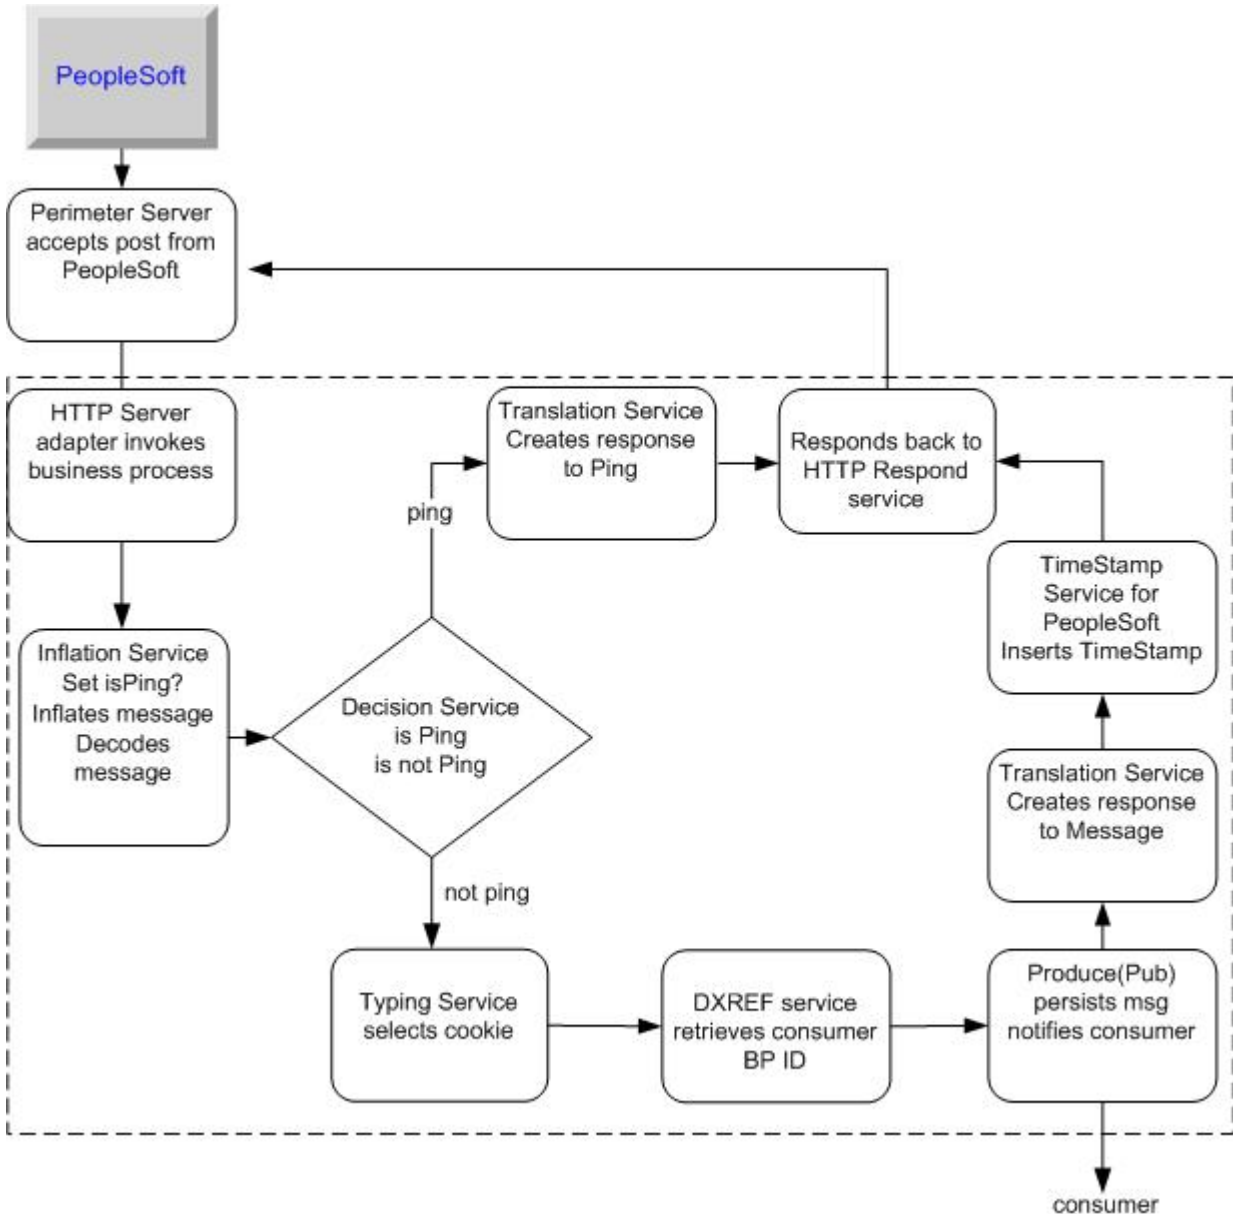 PeopleSoft
Perimeter Server
accepts post from
PeopleSoft
HTTP Server
adapter invokes
business process
Inflation Service
Set isPing?
Inflates message
Decodes
message
Decision Service
is Ping
is not Ping
ping
Translation Service
Creates response
to Ping
Responds back to
HTTP Respond
service
not ping
Typing Service
selects cookie
DXREF service
retrieves consumer
BP ID
Produce(Pub)
persists msg
notifies consumer
Translation Service
Creates response
to Message
TimeStamp
Service for
PeopleSoft
Inserts TimeStamp
consumer